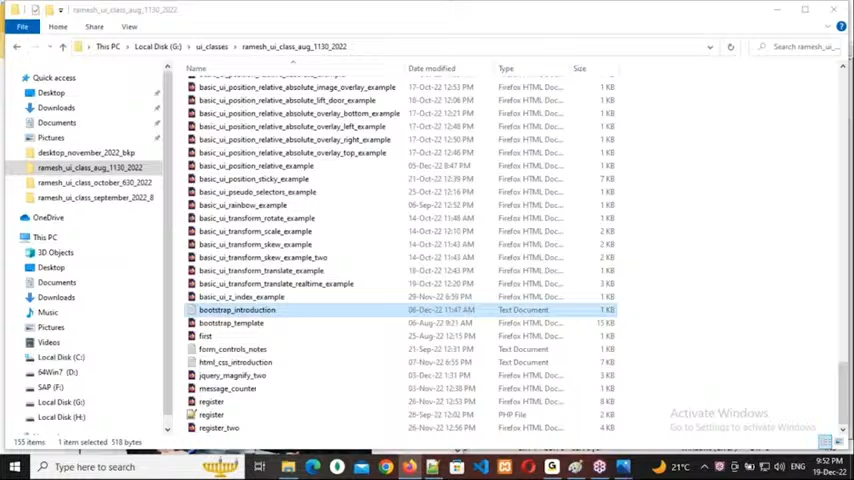 ramesh_ui_class_aug_1130_2022
File Home Share View
This PC Local Disk (G:) ui_classes ramesh_ui_class_aug_1130_2022 Search ramesh_ui_...
Name Date modified Type Size
Quick access
Desktop
Downloads
Documents
Pictures
desktop_november_2022_bkp
ramesh_ui_class_aug_1130_2022
ramesh_ui_class_october_630_2022
ramesh_ui_class_september_2022_8
OneDrive
This PC
3D Objects
Desktop
Documents
Downloads
Music
Pictures
Videos
Local Disk (C:)
64Win7 (D:)
SAP (F:)
Local Disk (G:)
Local Disk (H:)
basic_ui_position_relative_absolute_image_overlay_example 17-Oct-22 12:53 PM Firefox HTML Doc... 1 KB
basic_ui_position_relative_absolute_lift_door_example 18-Oct-22 12:06 PM Firefox HTML Doc... 2 KB
basic_ui_position_relative_absolute_overlay_bottom_example 17-Oct-22 12:21 PM Firefox HTML Doc... 1 KB
basic_ui_position_relative_absolute_overlay_left_example 17-Oct-22 12:48 PM Firefox HTML Doc... 1 KB
basic_ui_position_relative_absolute_overlay_right_example 17-Oct-22 12:50 PM Firefox HTML Doc... 1 KB
basic_ui_position_relative_absolute_overlay_top_example 17-Oct-22 12:46 PM Firefox HTML Doc... 1 KB
basic_ui_position_relative_example 05-Dec-22 8:47 PM Firefox HTML Doc... 1 KB
basic_ui_position_sticky_example 21-Oct-22 12:39 PM Firefox HTML Doc... 7 KB
basic_ui_pseudo_selectors_example 25-Oct-22 12:16 PM Firefox HTML Doc... 1 KB
basic_ui_rainbow_example 06-Sep-22 12:52 PM Firefox HTML Doc... 1 KB
basic_ui_transform_rotate_example 14-Oct-22 11:48 AM Firefox HTML Doc... 1 KB
basic_ui_transform_scale_example 14-Oct-22 12:10 PM Firefox HTML Doc... 2 KB
basic_ui_transform_skew_example 14-Oct-22 11:43 AM Firefox HTML Doc... 2 KB
basic_ui_transform_skew_example_two 14-Oct-22 11:43 AM Firefox HTML Doc... 2 KB
basic_ui_transform_translate_example 18-Oct-22 12:43 PM Firefox HTML Doc... 1 KB
basic_ui_transform_translate_realtime_example 19-Oct-22 12:20 PM Firefox HTML Doc... 3 KB
basic_ui_z_index_example 29-Nov-22 6:59 PM Firefox HTML Doc... 1 KB
bootstrap_introduction 06-Dec-22 11:47 AM Text Document 1 KB
bootstrap_template 06-Aug-22 9:21 AM Firefox HTML Doc... 15 KB
first 25-Aug-22 12:15 PM Firefox HTML Doc... 1 KB
form_controls_notes 21-Sep-22 12:31 PM Text Document 1 KB
html_css_introduction 07-Nov-22 6:55 PM Text Document 7 KB
jquery_magnify_two 03-Dec-22 1:31 PM Firefox HTML Doc... 4 KB
message_counter 03-Nov-22 12:38 PM Firefox HTML Doc... 1 KB
register 26-Nov-22 12:53 PM Firefox HTML Doc... 8 KB
register 26-Sep-22 12:02 PM PHP File 2 KB
register_two 26-Nov-22 12:56 PM Firefox HTML Doc... 4 KB
Activate Windows
Go to Settings to activate Windows.
155 items 1 item selected 518 bytes
Type here to search 21°C ENG 9:52 PM
19-Dec-22